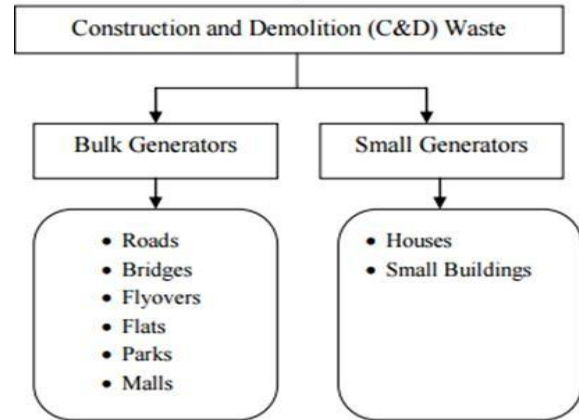 Construction and Demolition (C&D) Waste
Bulk Generators
Small Generators
• Roads
• Bridges
• Flyovers
• Flats
• Parks
• Malls
• Houses
• Small Buildings